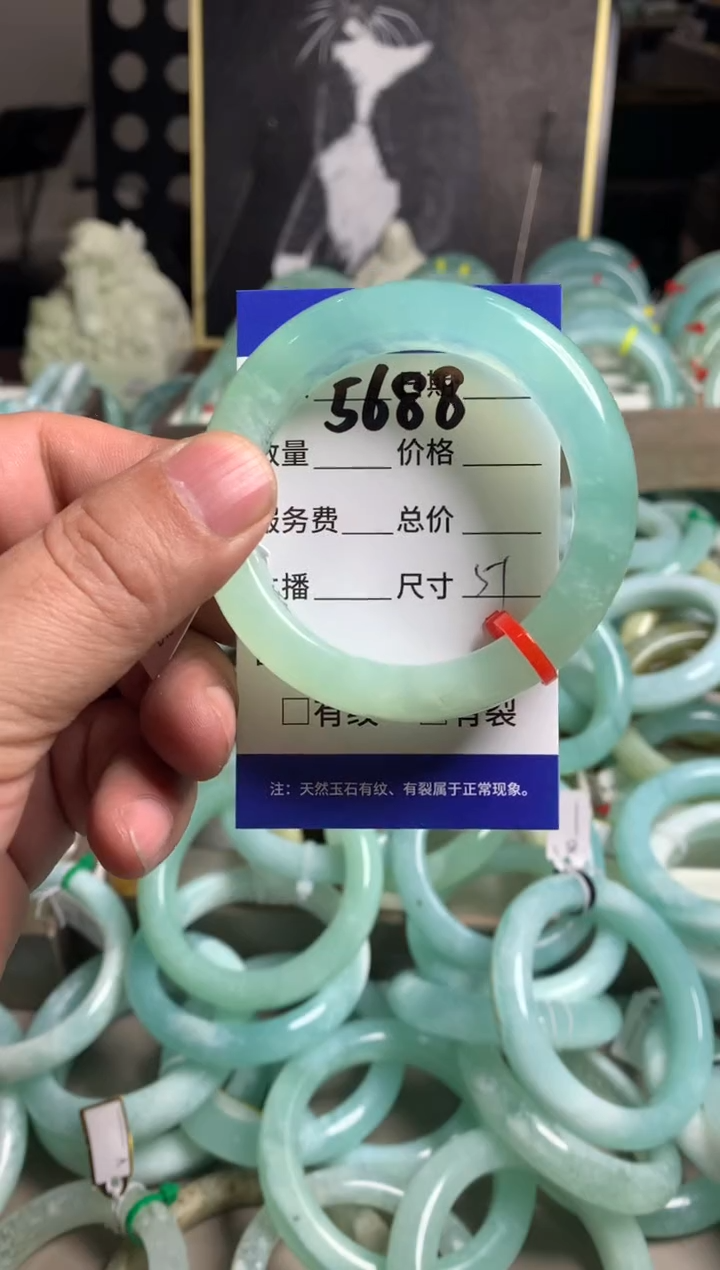 5688
数量 价格
服务费 总价
主播 尺寸 57
□有纹 □有裂
注：天然玉石有纹、有裂属于正常现象。